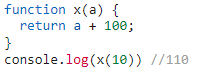 function x(a) {
  return a + 100;
}
console.log(x(10)) //110